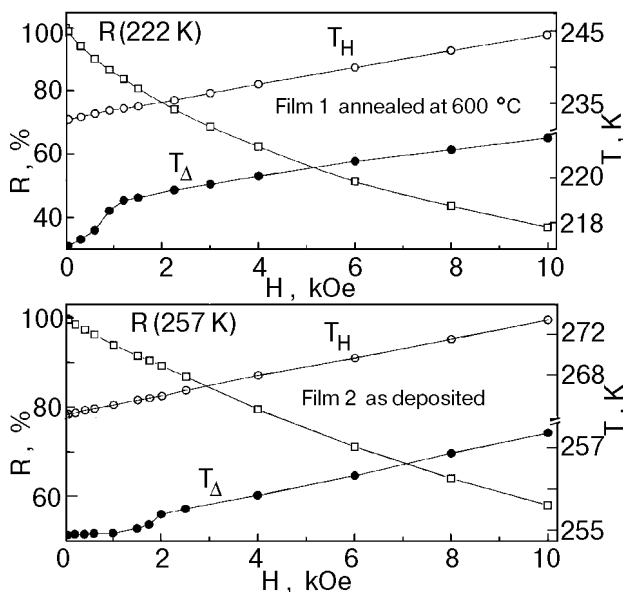 R (222 K)
T_H
Film 1 annealed at 600 °C
T_Δ
R, %
100
80
60
40
T, K
245
235
220
218
0 2 4 6 8 10
H, kOe
R (257 K)
T_H
Film 2 as deposited
T_Δ
R, %
100
80
60
T, K
272
268
257
255
0 2 4 6 8 10
H, kOe